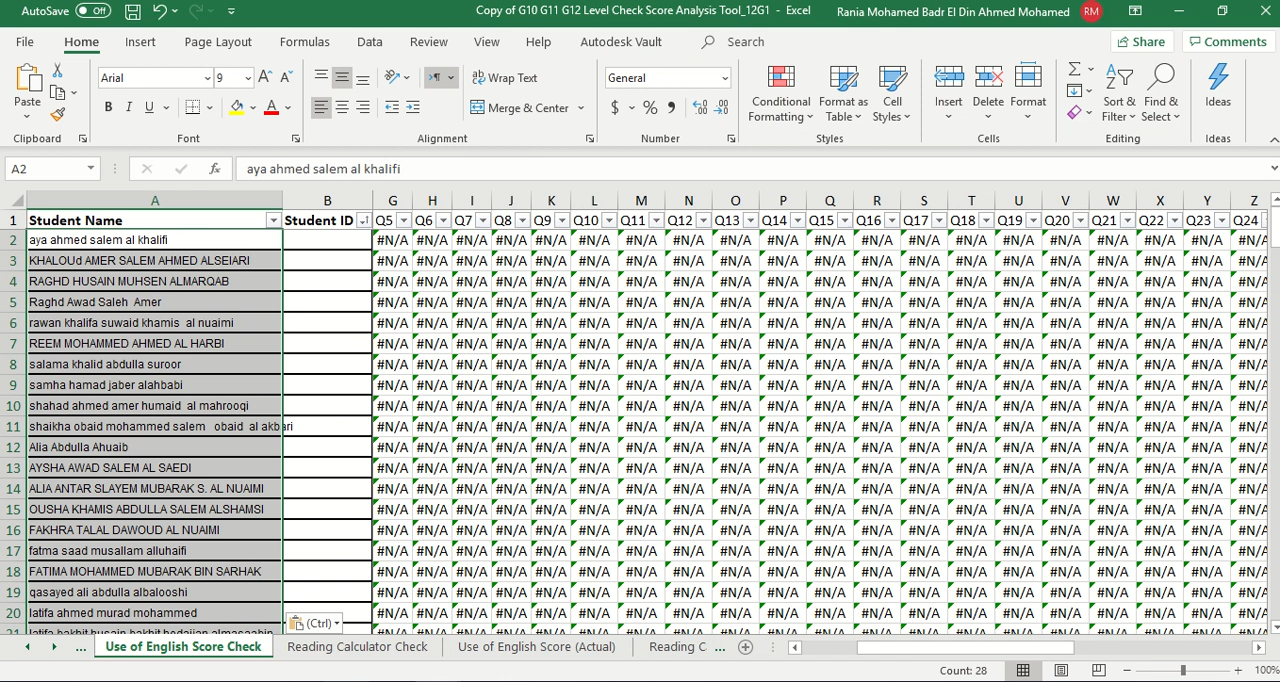 AutoSave Off Copy of G10 G11 G12 Level Check Score Analysis Tool_12G1 - Excel Rania Mohamed Badr El Din Ahmed Mohamed RM
File Home Insert Page Layout Formulas Data Review View Help Autodesk Vault Search Share Comments
Arial 9 A A ab Wrap Text General
Paste B I U A Merge & Center $ % Conditional Formatting Format as Table Cell Styles Insert Delete Format Sort & Filter Find & Select Ideas
Clipboard Font Alignment Number Styles Cells Editing Ideas
A2 fx aya ahmed salem al khalifi
A B G H I J K L M N O P Q R S T U V W X Y Z
1 Student Name Student ID Q5 Q6 Q7 Q8 Q9 Q10 Q11 Q12 Q13 Q14 Q15 Q16 Q17 Q18 Q19 Q20 Q21 Q22 Q23 Q24
2 aya ahmed salem al khalifi #N/A #N/A #N/A #N/A #N/A #N/A #N/A #N/A #N/A #N/A #N/A #N/A #N/A #N/A #N/A #N/A #N/A #N/A #N/A #N/A
3 KHALOUd AMER SALEM AHMED ALSEIARI #N/A #N/A #N/A #N/A #N/A #N/A #N/A #N/A #N/A #N/A #N/A #N/A #N/A #N/A #N/A #N/A #N/A #N/A #N/A #N/A
4 RAGHD HUSAIN MUHSEN ALMARQAB #N/A #N/A #N/A #N/A #N/A #N/A #N/A #N/A #N/A #N/A #N/A #N/A #N/A #N/A #N/A #N/A #N/A #N/A #N/A #N/A
5 Raghd Awad Saleh Amer #N/A #N/A #N/A #N/A #N/A #N/A #N/A #N/A #N/A #N/A #N/A #N/A #N/A #N/A #N/A #N/A #N/A #N/A #N/A #N/A
6 rawan khalifa suwaid khamis al nuaimi #N/A #N/A #N/A #N/A #N/A #N/A #N/A #N/A #N/A #N/A #N/A #N/A #N/A #N/A #N/A #N/A #N/A #N/A #N/A #N/A
7 REEM MOHAMMED AHMED AL HARBI #N/A #N/A #N/A #N/A #N/A #N/A #N/A #N/A #N/A #N/A #N/A #N/A #N/A #N/A #N/A #N/A #N/A #N/A #N/A #N/A
8 salama khalid abdulla suroor #N/A #N/A #N/A #N/A #N/A #N/A #N/A #N/A #N/A #N/A #N/A #N/A #N/A #N/A #N/A #N/A #N/A #N/A #N/A #N/A
9 samha hamad jaber alahbabi #N/A #N/A #N/A #N/A #N/A #N/A #N/A #N/A #N/A #N/A #N/A #N/A #N/A #N/A #N/A #N/A #N/A #N/A #N/A #N/A
10 shahad ahmed amer humaid al mahrooqi #N/A #N/A #N/A #N/A #N/A #N/A #N/A #N/A #N/A #N/A #N/A #N/A #N/A #N/A #N/A #N/A #N/A #N/A #N/A #N/A
11 shaikha obaid mohammed salem obaid al akbari #N/A #N/A #N/A #N/A #N/A #N/A #N/A #N/A #N/A #N/A #N/A #N/A #N/A #N/A #N/A #N/A #N/A #N/A #N/A #N/A
12 Alia Abdulla Ahuaib #N/A #N/A #N/A #N/A #N/A #N/A #N/A #N/A #N/A #N/A #N/A #N/A #N/A #N/A #N/A #N/A #N/A #N/A #N/A #N/A
13 AYSHA AWAD SALEM AL SAEDI #N/A #N/A #N/A #N/A #N/A #N/A #N/A #N/A #N/A #N/A #N/A #N/A #N/A #N/A #N/A #N/A #N/A #N/A #N/A #N/A
14 ALIA ANTAR SLAYEM MUBARAK S. AL NUAIMI #N/A #N/A #N/A #N/A #N/A #N/A #N/A #N/A #N/A #N/A #N/A #N/A #N/A #N/A #N/A #N/A #N/A #N/A #N/A #N/A
15 OUSHA KHAMIS ABDULLA SALEM ALSHAMSI #N/A #N/A #N/A #N/A #N/A #N/A #N/A #N/A #N/A #N/A #N/A #N/A #N/A #N/A #N/A #N/A #N/A #N/A #N/A #N/A
16 FAKHRA TALAL DAWOUD AL NUAIMI #N/A #N/A #N/A #N/A #N/A #N/A #N/A #N/A #N/A #N/A #N/A #N/A #N/A #N/A #N/A #N/A #N/A #N/A #N/A #N/A
17 fatma saad musallam alluhaifi #N/A #N/A #N/A #N/A #N/A #N/A #N/A #N/A #N/A #N/A #N/A #N/A #N/A #N/A #N/A #N/A #N/A #N/A #N/A #N/A
18 FATIMA MOHAMMED MUBARAK BIN SARHAK #N/A #N/A #N/A #N/A #N/A #N/A #N/A #N/A #N/A #N/A #N/A #N/A #N/A #N/A #N/A #N/A #N/A #N/A #N/A #N/A
19 qasayed ali abdulla albalooshi #N/A #N/A #N/A #N/A #N/A #N/A #N/A #N/A #N/A #N/A #N/A #N/A #N/A #N/A #N/A #N/A #N/A #N/A #N/A #N/A
20 latifa ahmed murad mohammed (Ctrl) #N/A #N/A #N/A #N/A #N/A #N/A #N/A #N/A #N/A #N/A #N/A #N/A #N/A #N/A #N/A #N/A #N/A #N/A #N/A #N/A
... Use of English Score Check Reading Calculator Check Use of English Score (Actual) Reading C ...
Count: 28 100%